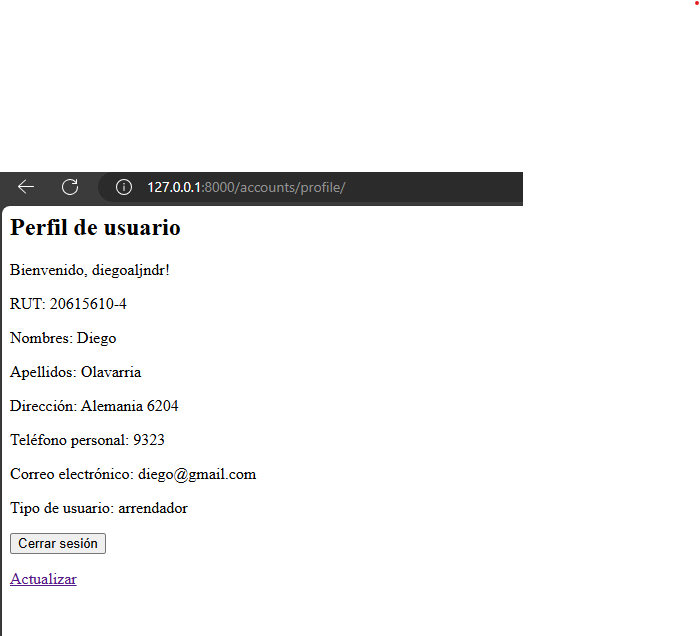 127.0.0.1:8000/accounts/profile/
Perfil de usuario
Bienvenido, diegoaljndr!
RUT: 20615610-4
Nombres: Diego
Apellidos: Olavarria
Dirección: Alemania 6204
Teléfono personal: 9323
Correo electrónico: diego@gmail.com
Tipo de usuario: arrendador
Cerrar sesión
Actualizar